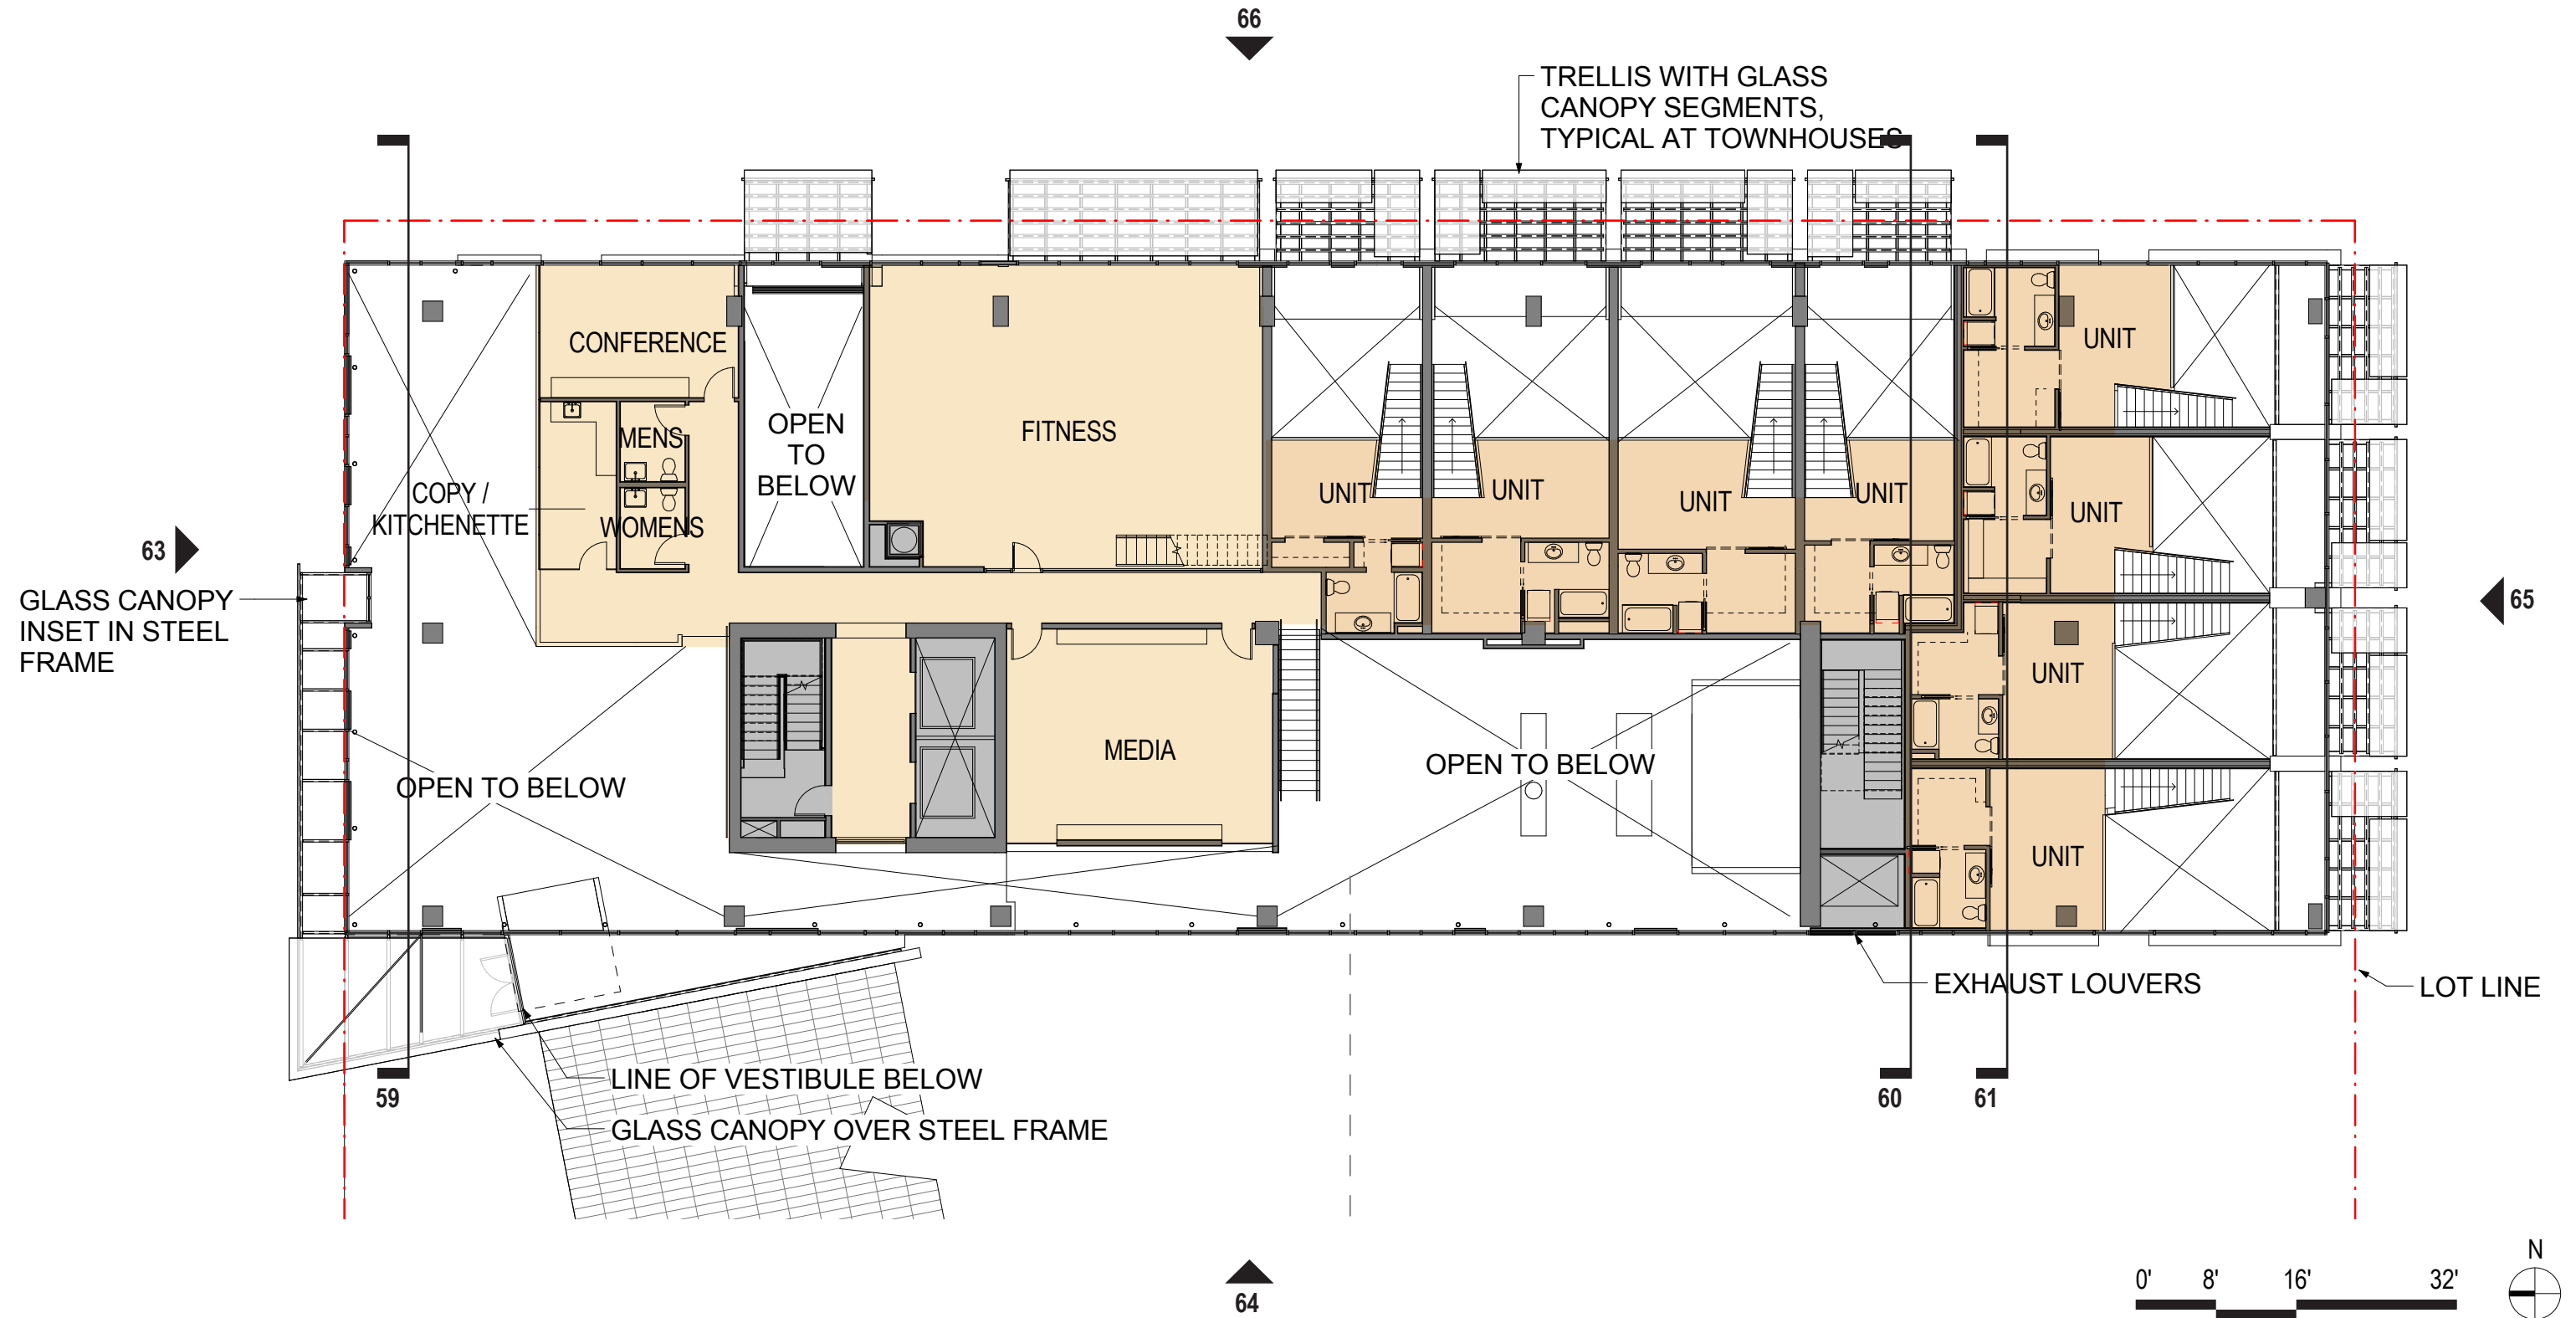 66
TRELLIS WITH GLASS
CANOPY SEGMENTS,
TYPICAL AT TOWNHOUSES
CONFERENCE
UNIT
OPEN
TO
BELOW
FITNESS
MENS
COPY /
KITCHENETTE
WOMENS
UNIT
UNIT
UNIT
UNIT
UNIT
63
GLASS CANOPY
INSET IN STEEL
FRAME
65
UNIT
MEDIA
OPEN TO BELOW
OPEN TO BELOW
UNIT
EXHAUST LOUVERS
LOT LINE
LINE OF VESTIBULE BELOW
59
60
61
GLASS CANOPY OVER STEEL FRAME
N
0' 8' 16' 32'
64